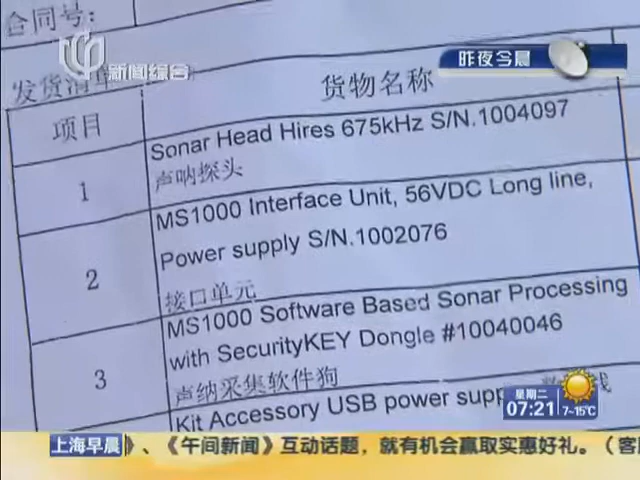 合同号:
新闻综合
昨夜今晨
发货清单
货物名称
项目
1
Sonar Head Hires 675kHz S/N.1004097
声呐探头
2
MS1000 Interface Unit, 56VDC Long line,
Power supply S/N.1002076
接口单元
3
MS1000 Software Based Sonar Processing
with SecurityKEY Dongle #10040046
声纳采集软件狗
Kit Accessory USB power supp
星期二
07:21
7~15℃
上海早晨
》、《午间新闻》互动话题，就有机会赢取实惠好礼。（客